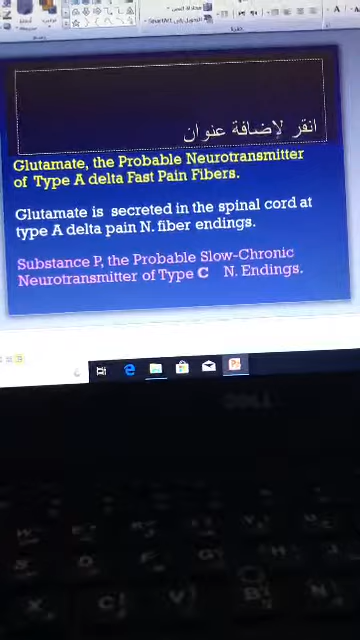 انقر لإضافة عنوان
Glutamate, the Probable Neurotransmitter
of Type A delta Fast Pain Fibers.
Glutamate is secreted in the spinal cord at
type A delta pain N. fiber endings.
Substance P, the Probable Slow-Chronic
Neurotransmitter of Type C N. Endings.